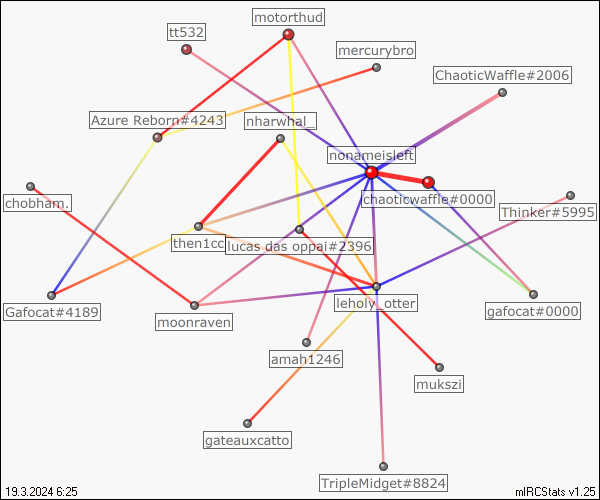 motorthud
tt532
mercurybro
ChaoticWaffle#2006
Azure Reborn#4243
nharwhal_
nonameisleft
chobham.
chaoticwaffle#0000
Thinker#5995
then1cc
lucas das oppai#2396
Gafocat#4189
moonraven
leholy_otter
gafocat#0000
amah1246
mukszi
gateauxcatto
TripleMidget#8824
19.3.2024 6:25
mIRCStats v1.25